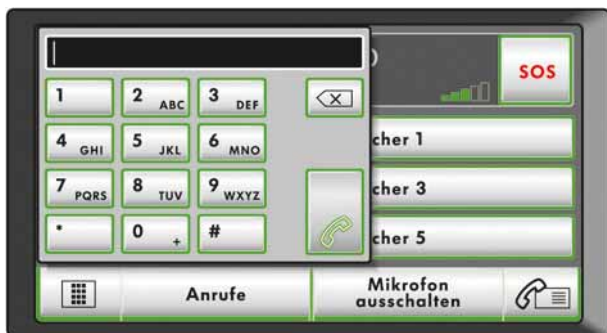 SOS
1
2 ABC
3 DEF
4 GHI
5 JKL
6 MNO
7 PQRS
8 TUV
9 WXYZ
0 +
#
cher 1
cher 3
cher 5
Anrufe
Mikrofon
ausschalten